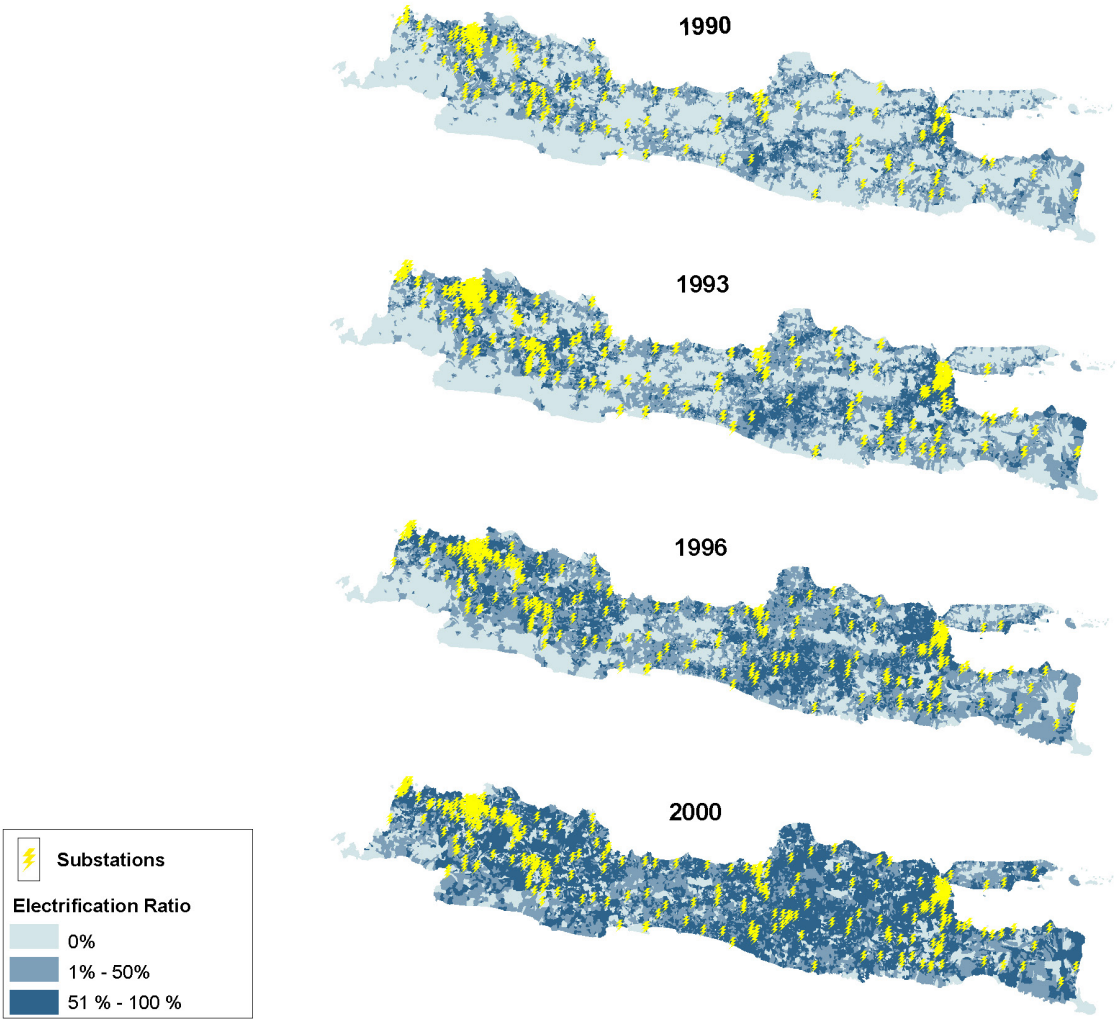 1990
1993
1996
2000
Substations
Electrification Ratio
0%
1% - 50%
51 % - 100 %